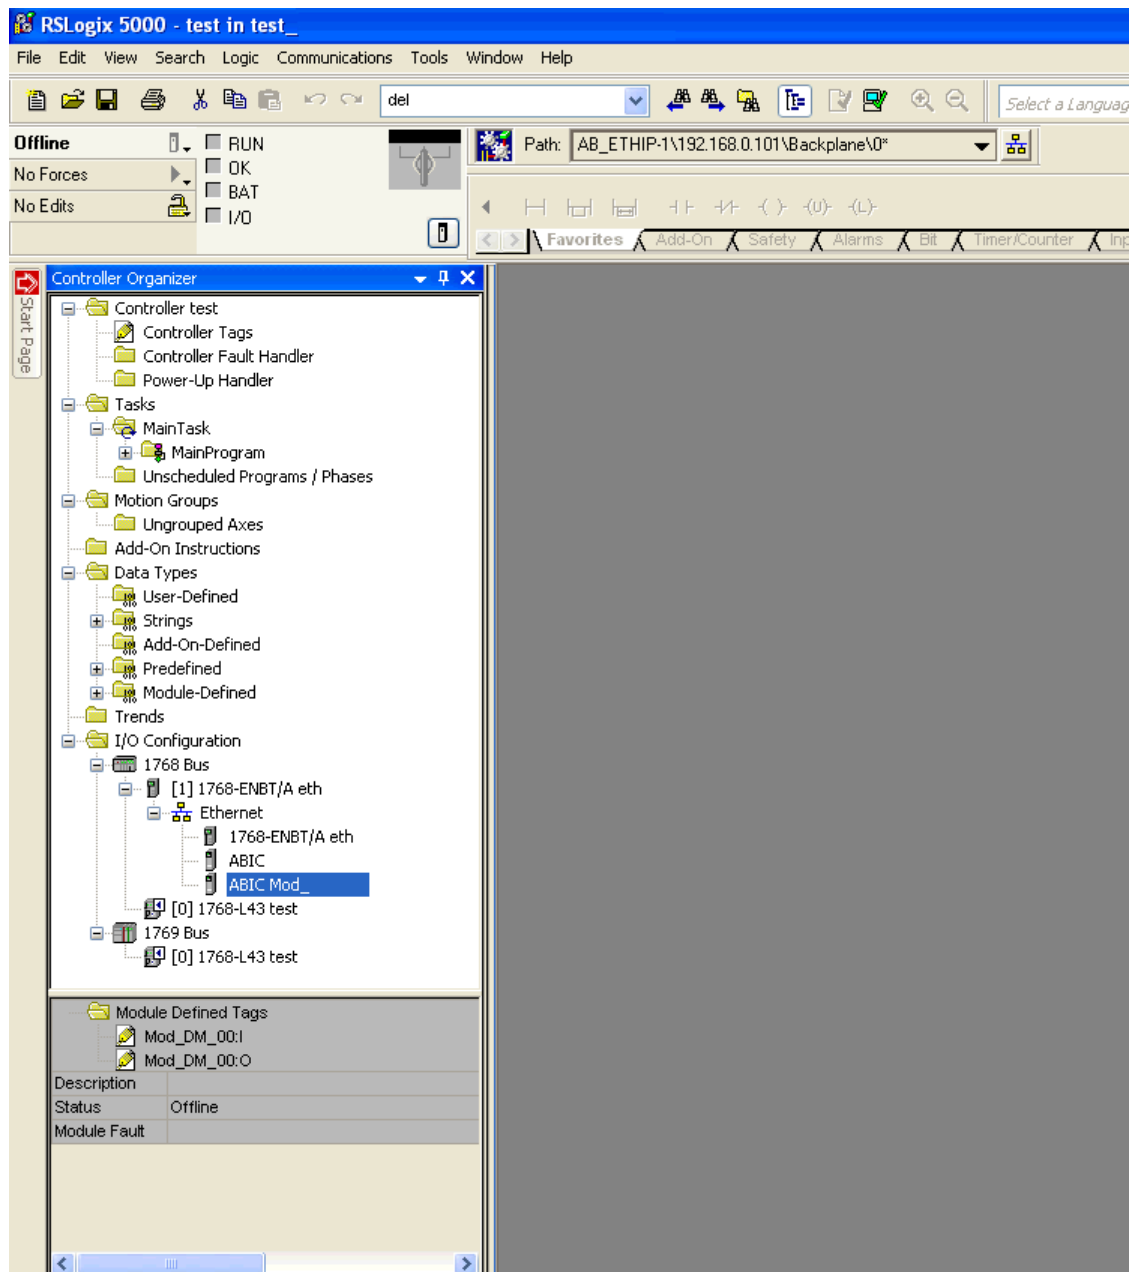 RSLogix 5000 - test in test_
File Edit View Search Logic Communications Tools Window Help
del
Select a Languag
Offline
RUN
No Forces
OK
BAT
No Edits
I/O
Path: AB_ETHIP-1\192.168.0.101\Backplane\0*
Favorites Add-On Safety Alarms Bit Timer/Counter Inp
Start Page
Controller Organizer
Controller test
Controller Tags
Controller Fault Handler
Power-Up Handler
Tasks
MainTask
MainProgram
Unscheduled Programs / Phases
Motion Groups
Ungrouped Axes
Add-On Instructions
Data Types
User-Defined
Strings
Add-On-Defined
Predefined
Module-Defined
Trends
I/O Configuration
1768 Bus
[1] 1768-ENBT/A eth
Ethernet
1768-ENBT/A eth
ABIC
ABIC Mod_
[0] 1768-L43 test
1769 Bus
[0] 1768-L43 test
Module Defined Tags
Mod_DM_00:I
Mod_DM_00:O
Description
Status Offline
Module Fault